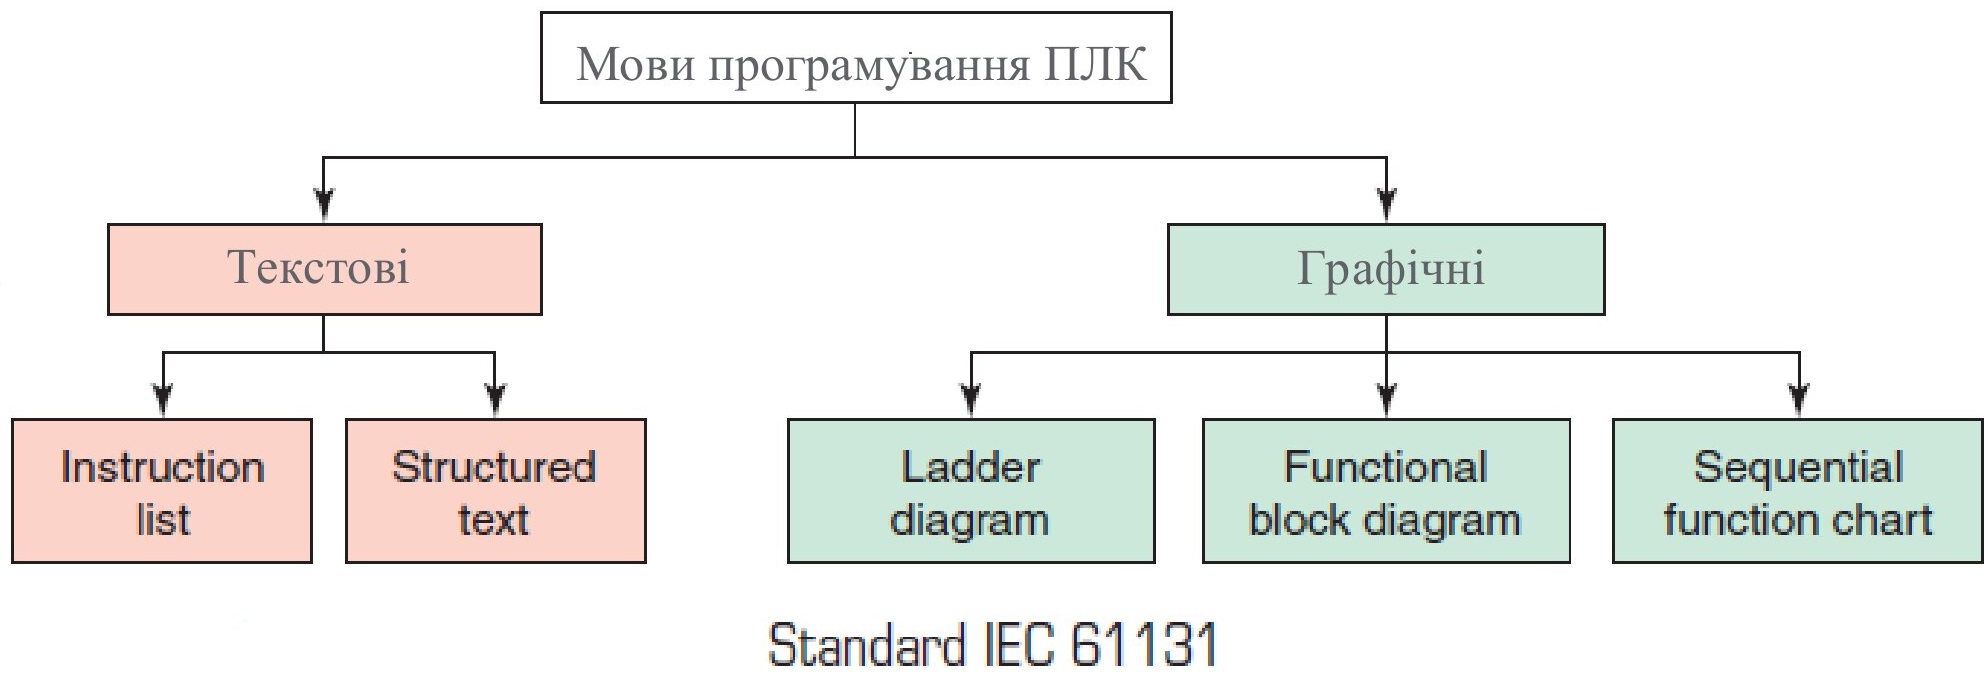 Мови програмування ПЛК
Текстові
Графічні
Instruction
list
Structured
text
Ladder
diagram
Functional
block diagram
Sequential
function chart
Standard IEC 61131